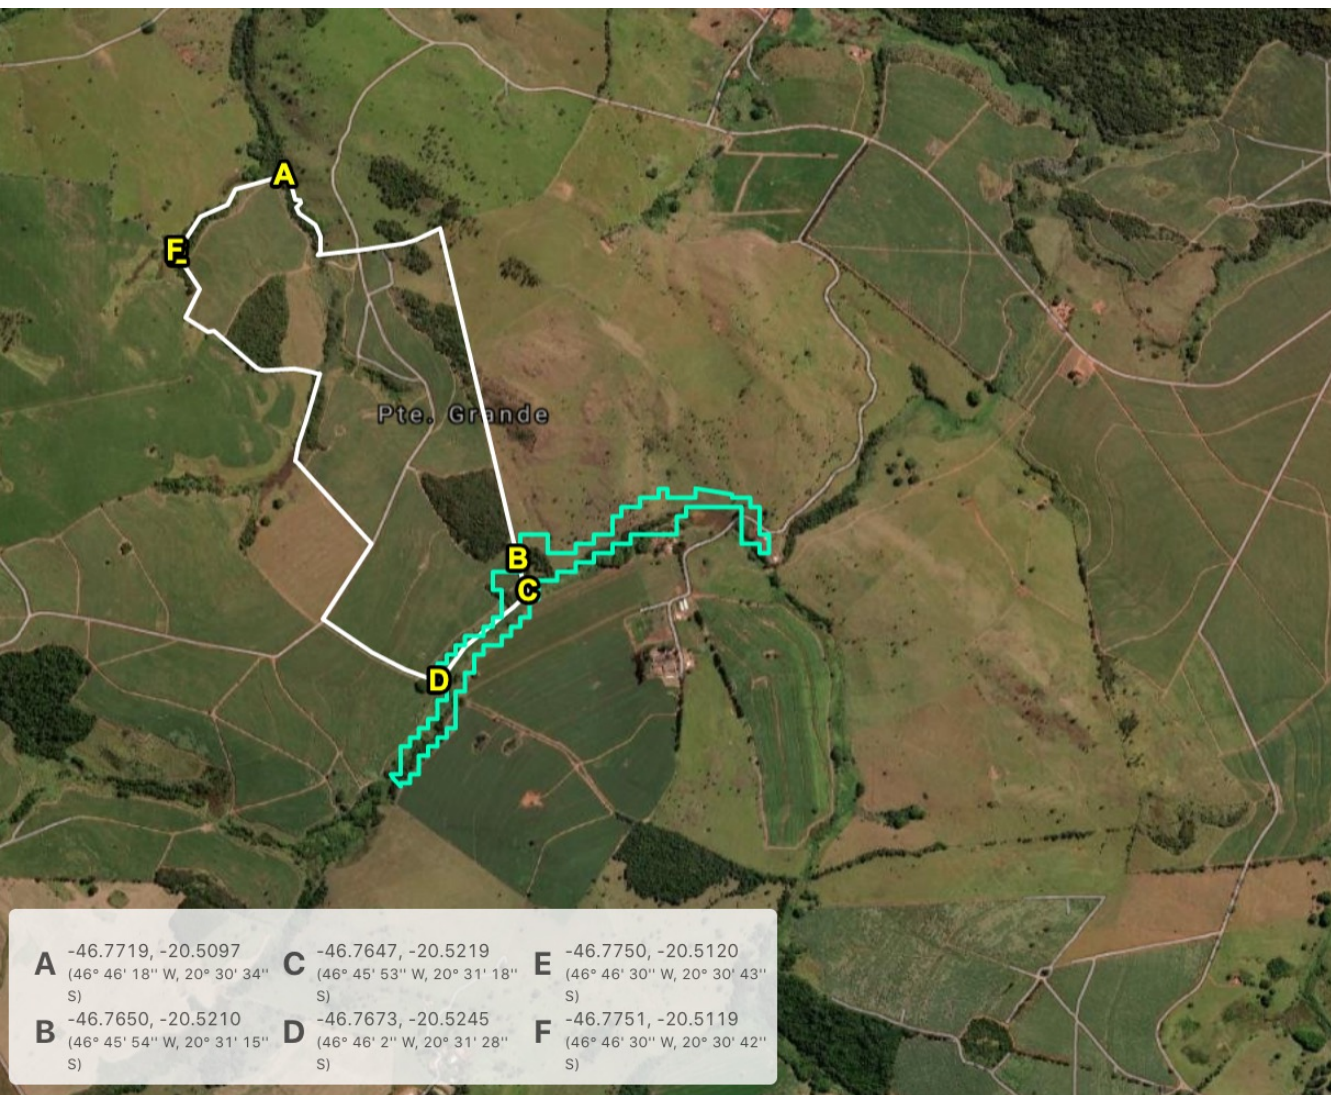 A
F
Pte. Grande
B
C
D
A -46.7719, -20.5097
(46° 46' 18'' W, 20° 30' 34''
S)
C -46.7647, -20.5219
(46° 45' 53'' W, 20° 31' 18''
S)
E -46.7750, -20.5120
(46° 46' 30'' W, 20° 30' 43''
S)
B -46.7650, -20.5210
(46° 45' 54'' W, 20° 31' 15''
S)
D -46.7673, -20.5245
(46° 46' 2'' W, 20° 31' 28''
S)
F -46.7751, -20.5119
(46° 46' 30'' W, 20° 30' 42''
S)